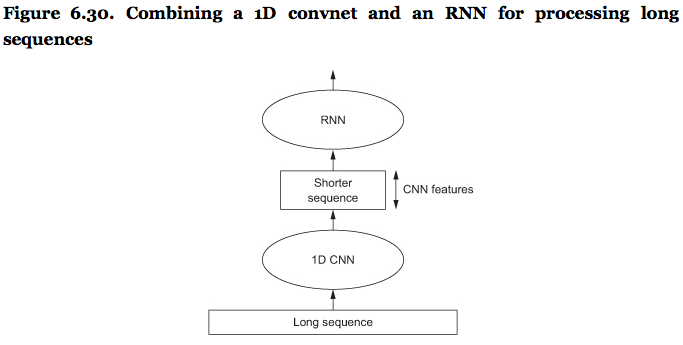 Figure 6.30. Combining a 1D convnet and an RNN for processing long
sequences
RNN
Shorter
sequence
CNN features
1D CNN
Long sequence